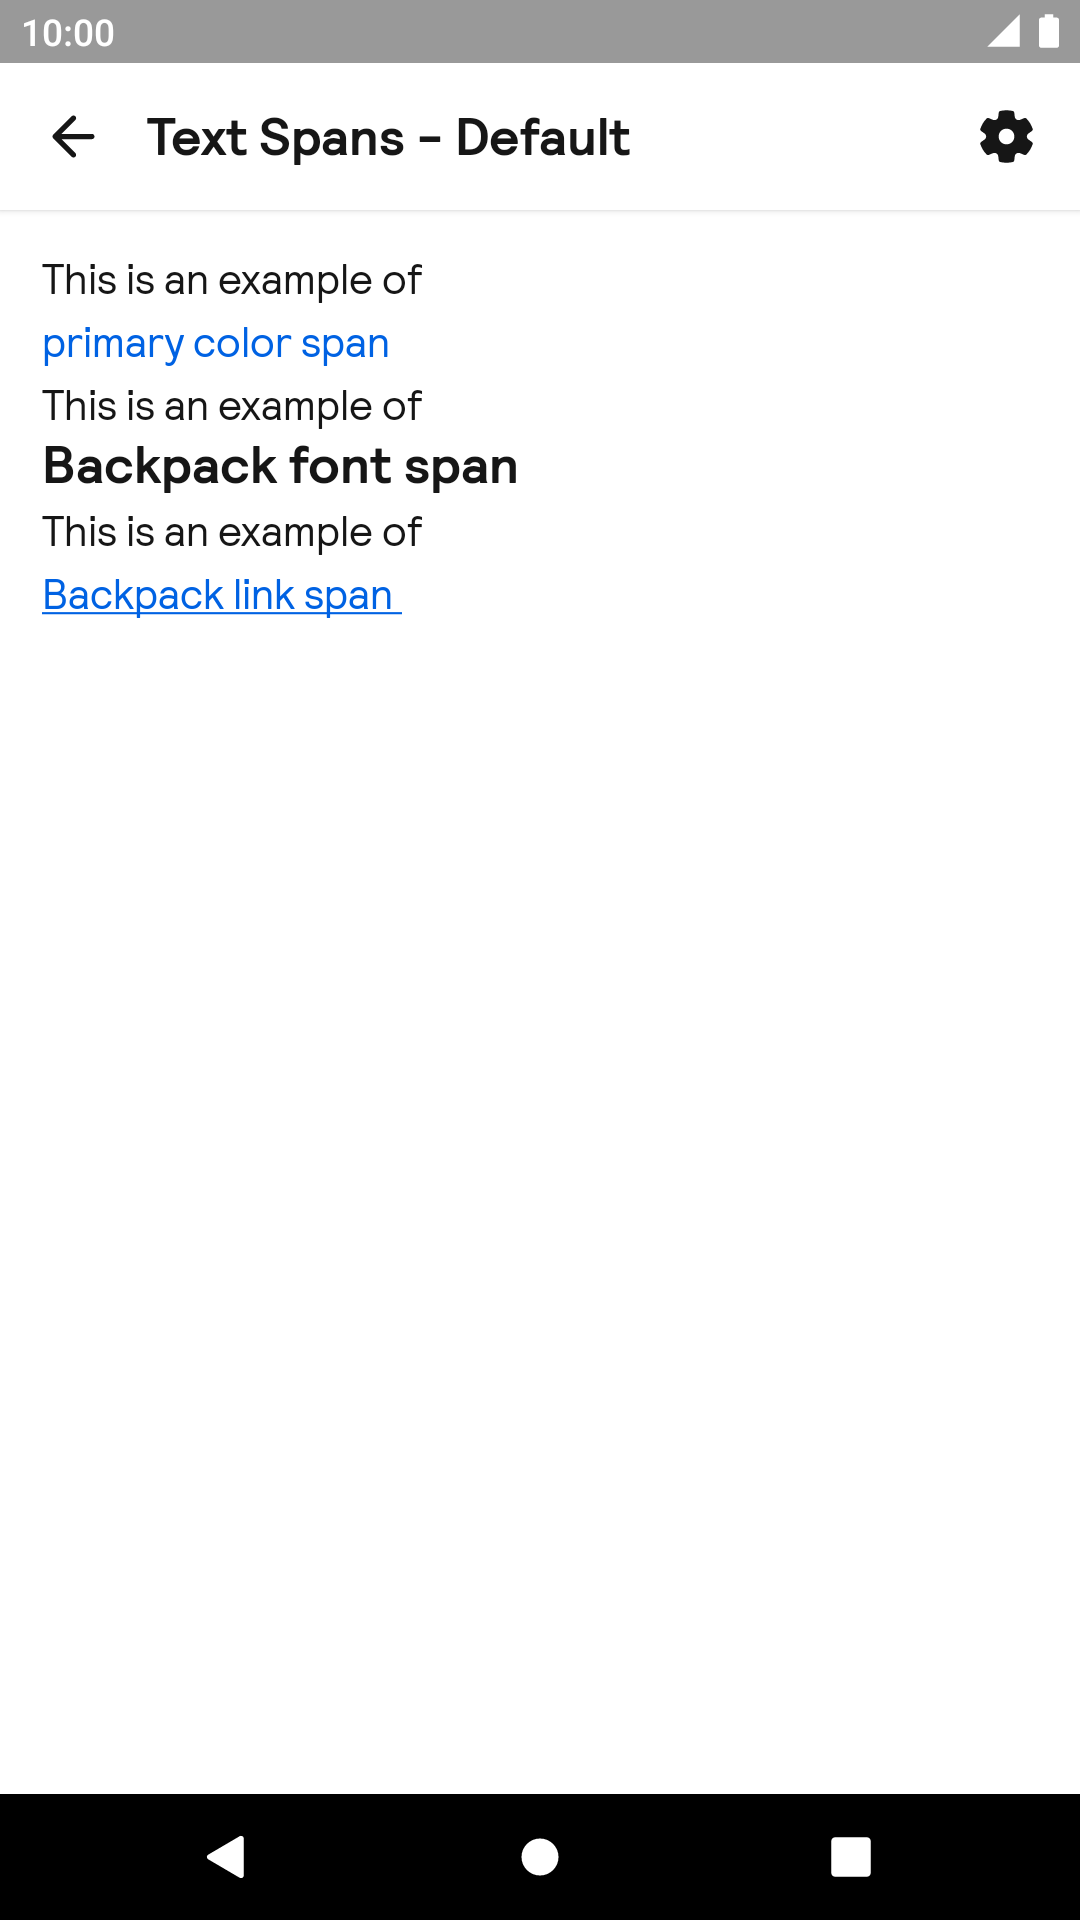 10:00
Text Spans - Default
This is an example of
primary color span
This is an example of
Backpack font span
This is an example of
Backpack link span